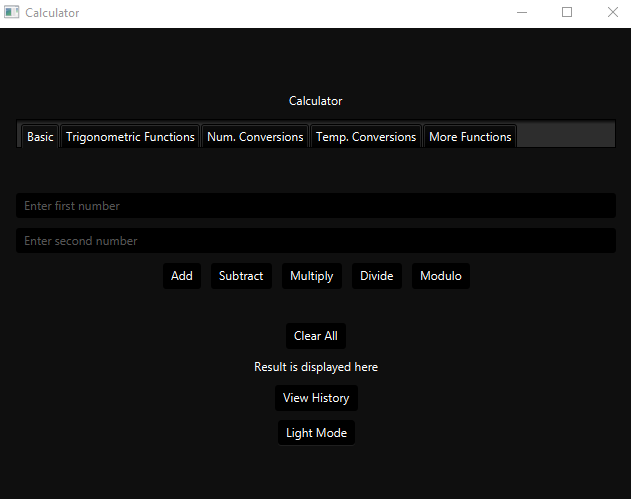 Calculator
Calculator
Basic Trigonometric Functions Num. Conversions Temp. Conversions More Functions
Enter first number
Enter second number
Add Subtract Multiply Divide Modulo
Clear All
Result is displayed here
View History
Light Mode